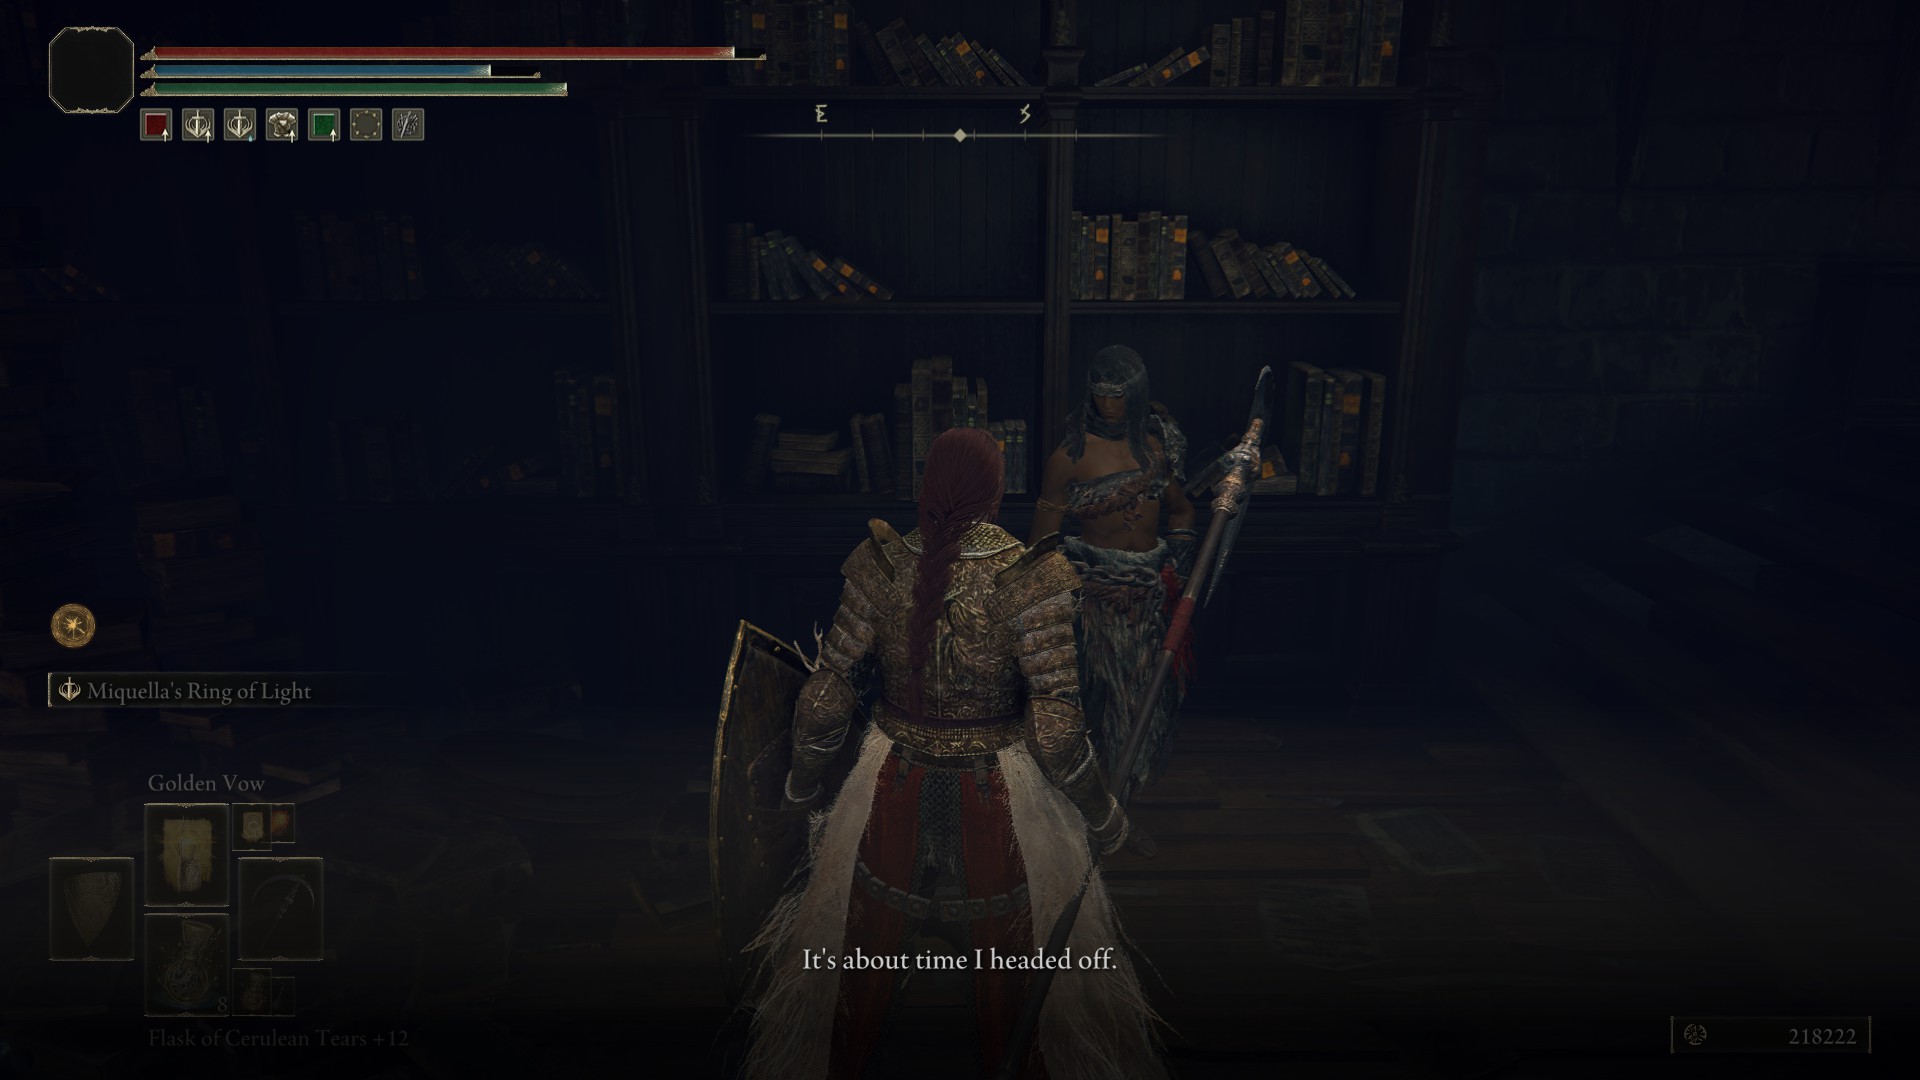 E
S
Miquella's Ring of Light
Golden Vow
8
Flask of Cerulean Tears +12
It's about time I headed off.
218222